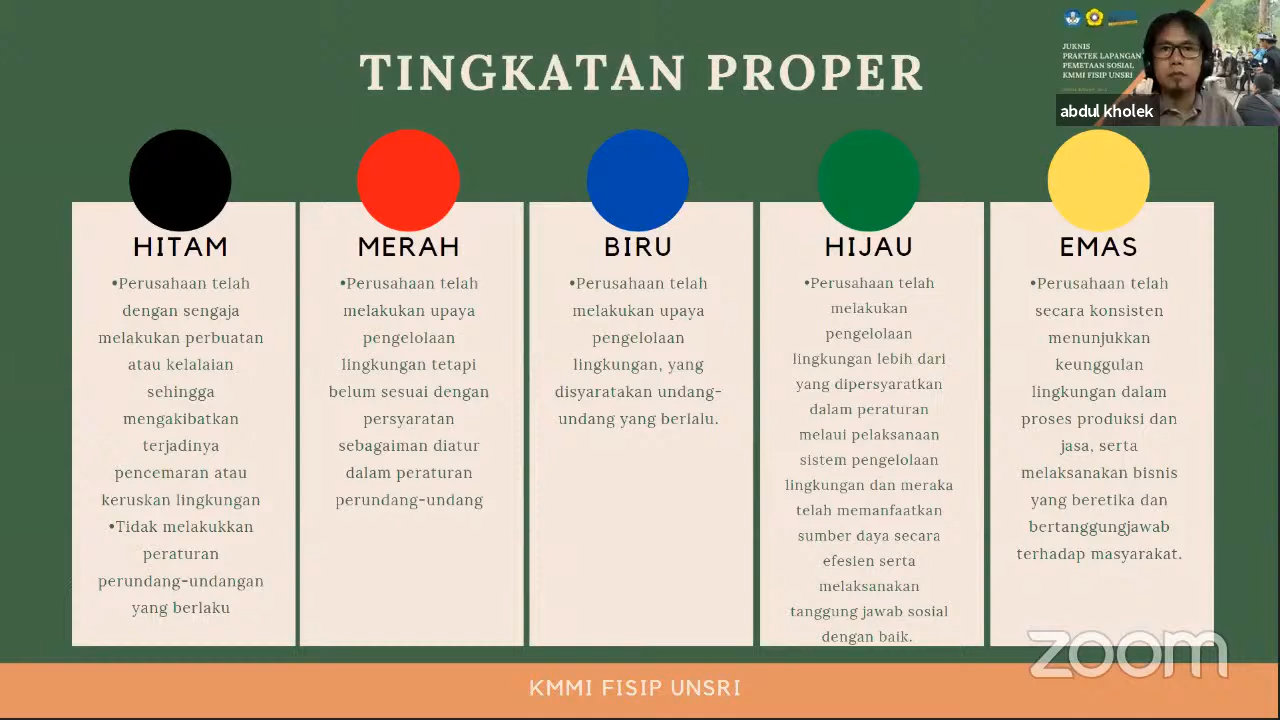 TINGKATAN PROPER
JUKNIS
PRAKTEK LAPANGAN
PEMETAAN SOSIAL
KMMI FISIP UNSRI
abdul kholek
HITAM
•Perusahaan telah
dengan sengaja
melakukan perbuatan
atau kelalaian
sehingga
mengakibatkan
terjadinya
pencemaran atau
keruskan lingkungan
•Tidak melakukkan
peraturan
perundang-undangan
yang berlaku
MERAH
•Perusahaan telah
melakukan upaya
pengelolaan
lingkungan tetapi
belum sesuai dengan
persyaratan
sebagaiman diatur
dalam peraturan
perundang-undang
BIRU
•Perusahaan telah
melakukan upaya
pengelolaan
lingkungan, yang
disyaratakan undang-
undang yang berlalu.
HIJAU
•Perusahaan telah
melakukan
pengelolaan
lingkungan lebih dari
yang dipersyaratkan
dalam peraturan
melaui pelaksanaan
sistem pengelolaan
lingkungan dan meraka
telah memanfaatkan
sumber daya secara
efesien serta
melaksanakan
tanggung jawab sosial
dengan baik.
EMAS
•Perusahaan telah
secara konsisten
menunjukkan
keunggulan
lingkungan dalam
proses produksi dan
jasa, serta
melaksanakan bisnis
yang beretika dan
bertanggungjawab
terhadap masyarakat.
zoom
KMMI FISIP UNSRI